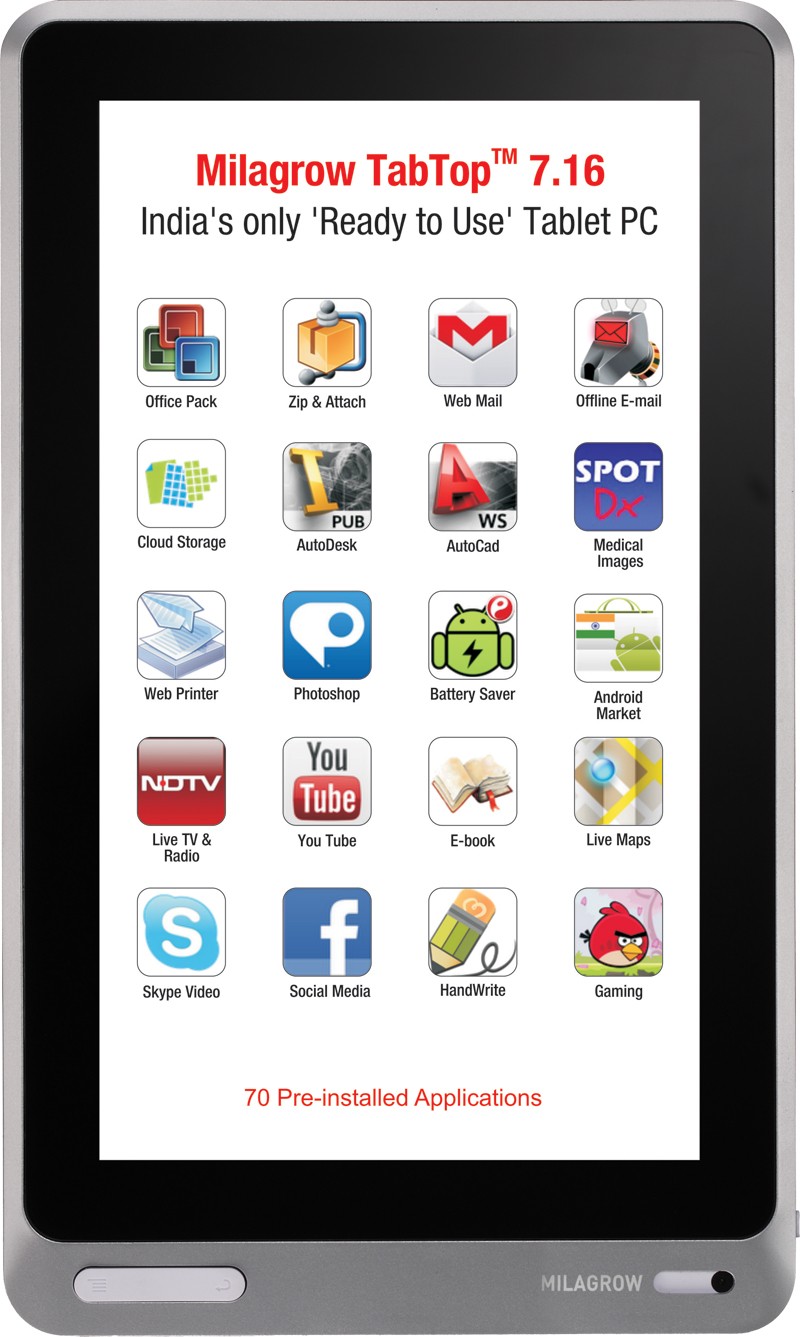 Milagrow TabTop™ 7.16
India's only 'Ready to Use' Tablet PC
Office Pack
Zip & Attach
Web Mail
Offline E-mail
PUB
WS
SPOT
Dx
Cloud Storage
AutoDesk
AutoCad
Medical
Images
Web Printer
Photoshop
Battery Saver
Android
Market
NDTV
You
Tube
Live TV &
Radio
You Tube
E-book
Live Maps
Skype Video
Social Media
HandWrite
Gaming
70 Pre-installed Applications
MILAGROW